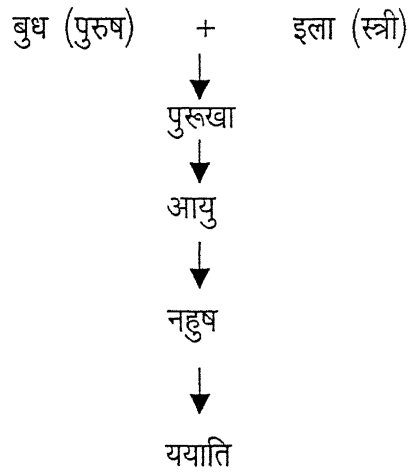 बुध (पुरुष) + इला (स्त्री)
पुरूखा
आयु
नहुष
ययाति